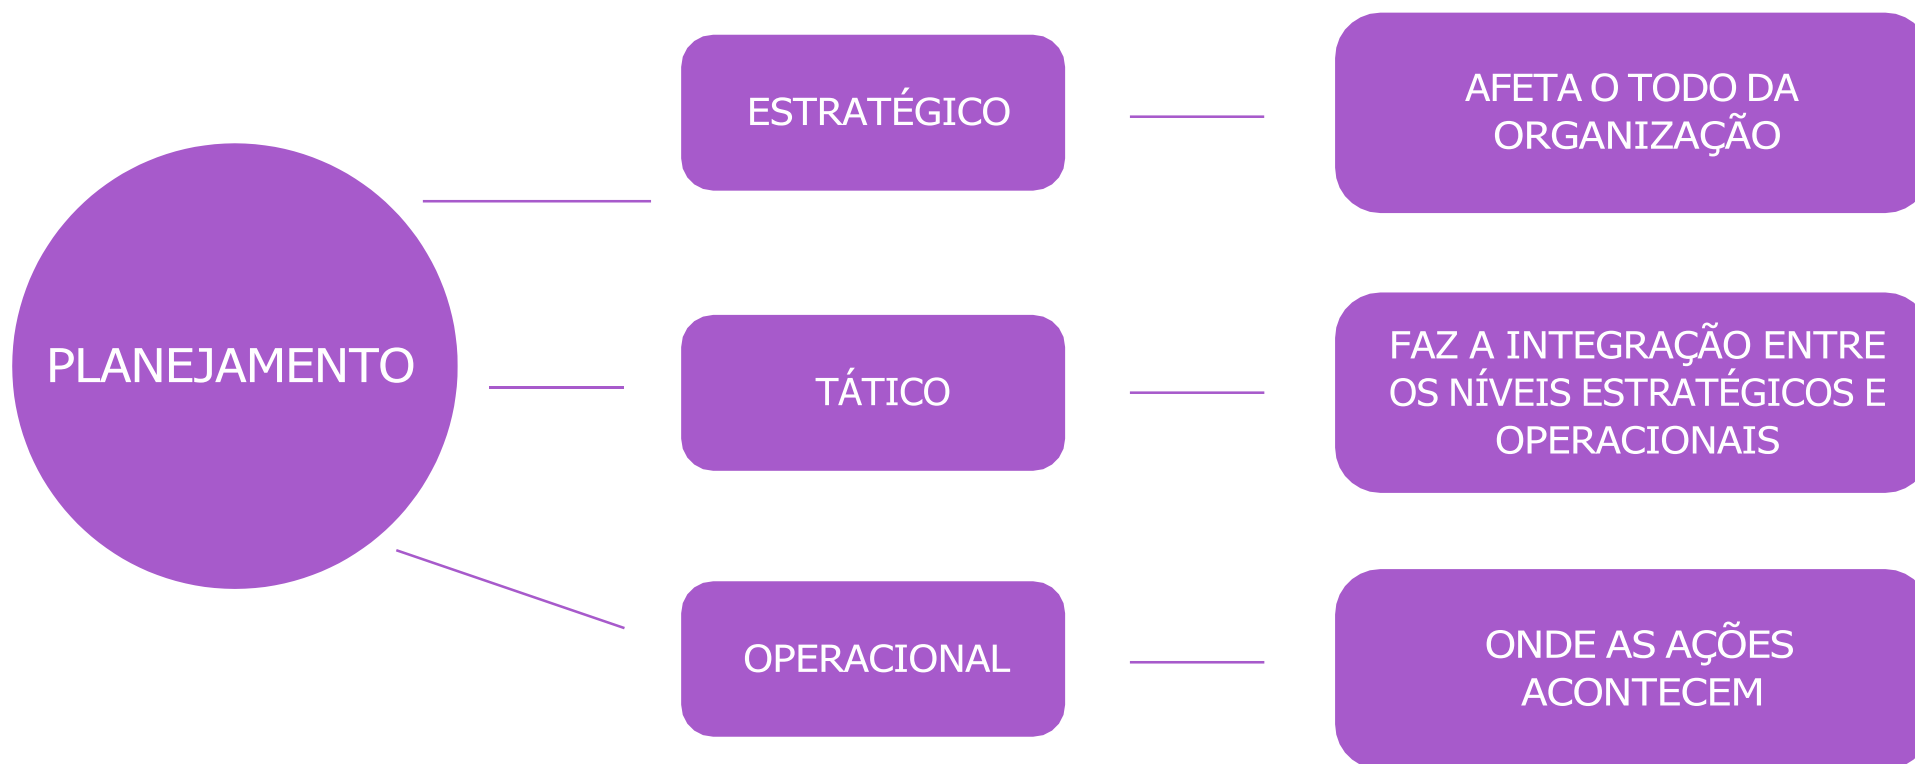 PLANEJAMENTO
ESTRATÉGICO
AFETA O TODO DA
ORGANIZAÇÃO
TÁTICO
FAZ A INTEGRAÇÃO ENTRE
OS NÍVEIS ESTRATÉGICOS E
OPERACIONAIS
OPERACIONAL
ONDE AS AÇÕES
ACONTECEM